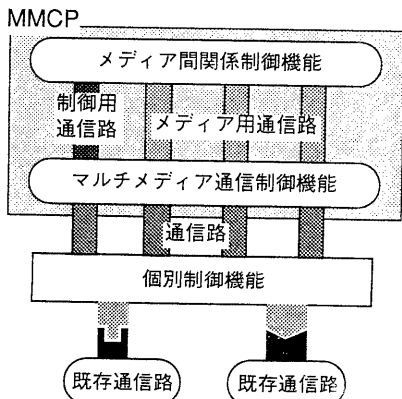 MMCP
メディア間関係制御機能
制御用
通信路
メディア用通信路
マルチメディア通信制御機能
通信路
個別制御機能
既存通信路
既存通信路